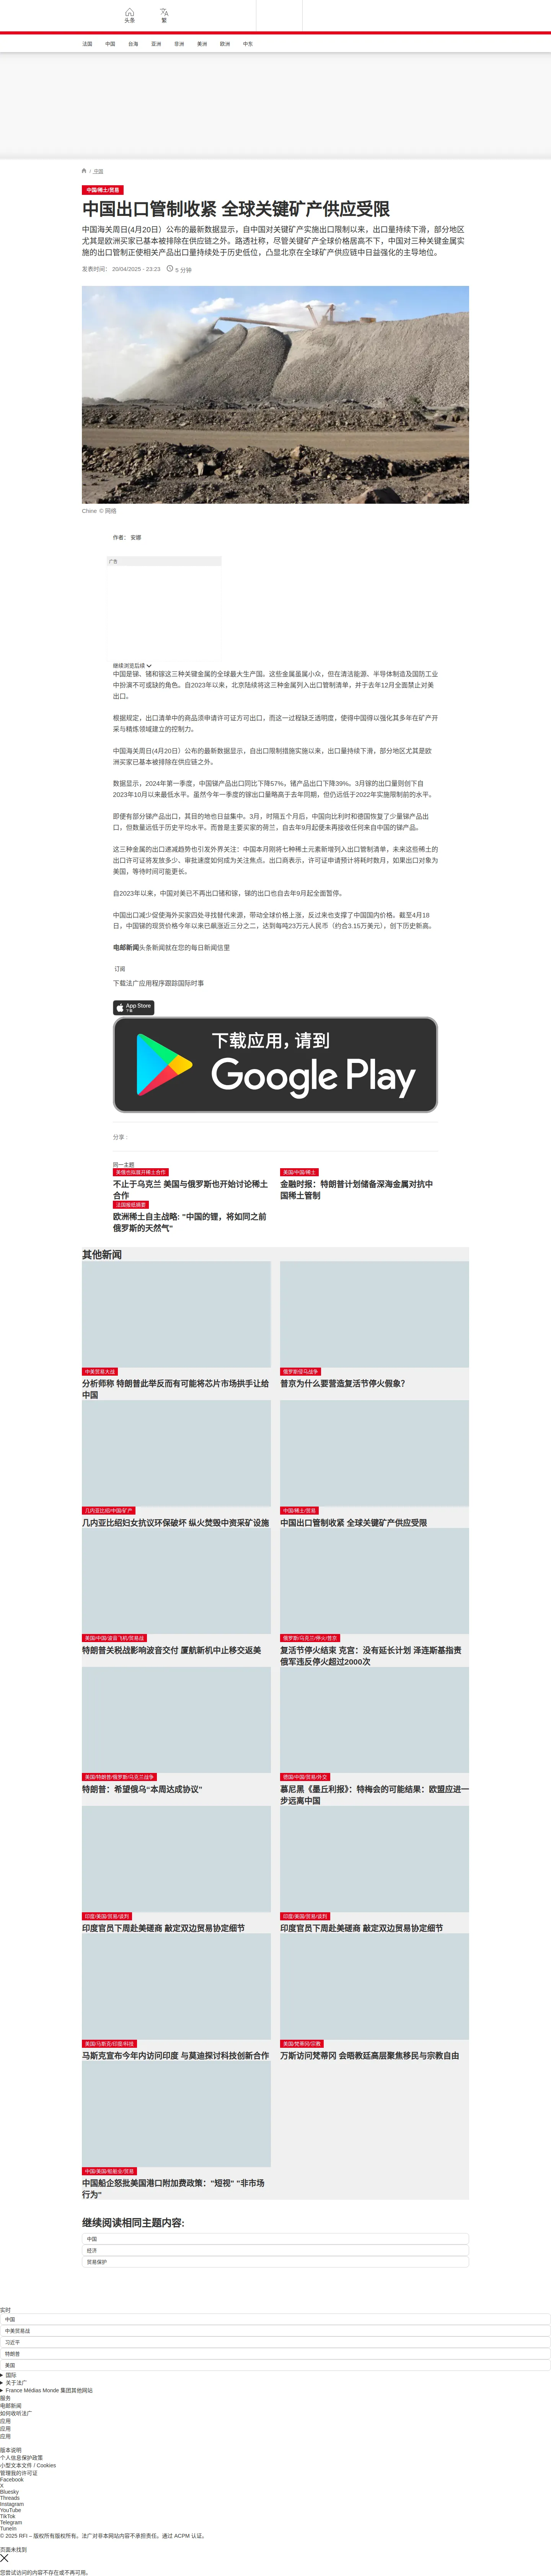 头条
繁
法国
中国
台海
亚洲
非洲
美洲
欧洲
中东
/ 中国
中国/稀土/贸易
中国出口管制收紧 全球关键矿产供应受限
中国海关周日(4月20日）公布的最新数据显示，自中国对关键矿产实施出口限制以来，出口量持续下滑，部分地区
尤其是欧洲买家已基本被排除在供应链之外。路透社称，尽管关键矿产全球价格居高不下，中国对三种关键金属实
施的出口管制正使相关产品出口量持续处于历史低位，凸显北京在全球矿产供应链中日益强化的主导地位。
发表时间： 20/04/2025 - 23:23
5 分钟
Chine © 网络
作者： 安娜
广告
继续浏览后续
中国是锑、锗和镓这三种关键金属的全球最大生产国。这些金属虽属小众，但在清洁能源、半导体制造及国防工业
中扮演不可或缺的角色。自2023年以来，北京陆续将这三种金属列入出口管制清单，并于去年12月全面禁止对美
出口。
根据规定，出口清单中的商品须申请许可证方可出口，而这一过程缺乏透明度，使得中国得以强化其多年在矿产开
采与精炼领域建立的控制力。
中国海关周日(4月20日）公布的最新数据显示，自出口限制措施实施以来，出口量持续下滑，部分地区尤其是欧
洲买家已基本被排除在供应链之外。
数据显示，2024年第一季度，中国锑产品出口同比下降57%，锗产品出口下降39%。3月镓的出口量则创下自
2023年10月以来最低水平。虽然今年一季度的镓出口量略高于去年同期，但仍远低于2022年实施限制前的水平。
即便有部分锑产品出口，其目的地也日益集中。3月，时隔五个月后，中国向比利时和德国恢复了少量锑产品出
口，但数量远低于历史平均水平。而曾是主要买家的荷兰，自去年9月起便未再接收任何来自中国的锑产品。
这三种金属的出口递减趋势也引发外界关注：中国本月刚将七种稀土元素新增列入出口管制清单，未来这些稀土的
出口许可证将发放多少、审批速度如何成为关注焦点。出口商表示，许可证申请预计将耗时数月，如果出口对象为
美国，等待时间可能更长。
自2023年以来，中国对美已不再出口锗和镓，锑的出口也自去年9月起全面暂停。
中国出口减少促使海外买家四处寻找替代来源，带动全球价格上涨，反过来也支撑了中国国内价格。截至4月18
日，中国锑的现货价格今年以来已飙涨近三分之二，达到每吨23万元人民币（约合3.15万美元），创下历史新高。
电邮新闻头条新闻就在您的每日新闻信里
订阅
下载法广应用程序跟踪国际时事
App Store
下载
下载应用，请到
Google Play
分享 :
同一主题
美俄也拟展开稀土合作
不止于乌克兰 美国与俄罗斯也开始讨论稀土
合作
美国/中国/稀土
金融时报：特朗普计划储备深海金属对抗中
国稀土管制
法国报纸摘要
欧洲稀土自主战略: "中国的锂，将如同之前
俄罗斯的天然气"
其他新闻
中美贸易大战
分析师称 特朗普此举反而有可能将芯片市场拱手让给
中国
俄罗斯侵乌战争
普京为什么要营造复活节停火假象？
几内亚比绍/中国/矿产
几内亚比绍妇女抗议环保破坏 纵火焚毁中资采矿设施
中国/稀土/贸易
中国出口管制收紧 全球关键矿产供应受限
美国/中国/波音飞机/贸易战
特朗普关税战影响波音交付 厦航新机中止移交返美
俄罗斯/乌克兰/停火/普京
复活节停火结束 克宫：没有延长计划 泽连斯基指责
俄军违反停火超过2000次
美国/特朗普/俄罗斯/乌克兰战争
特朗普：希望俄乌“本周达成协议”
德国/中国/贸易/外交
慕尼黑《墨丘利报》：特梅会的可能结果：欧盟应进一
步远离中国
印度/美国/贸易/谈判
印度官员下周赴美磋商 敲定双边贸易协定细节
印度/美国/贸易/谈判
印度官员下周赴美磋商 敲定双边贸易协定细节
美国/马斯克/印度/科技
马斯克宣布今年内访问印度 与莫迪探讨科技创新合作
美国/梵蒂冈/宗教
万斯访问梵蒂冈 会晤教廷高层聚焦移民与宗教自由
中国/美国/船舶业/贸易
中国船企怒批美国港口附加费政策："短视" "非市场
行为"
继续阅读相同主题内容:
中国
经济
贸易保护
实时
中国
中美贸易战
习近平
特朗普
美国
国际
关于法广
France Médias Monde 集团其他网站
服务
电邮新闻
如何收听法广
应用
应用
应用
版本说明
个人信息保护政策
小型文本文件 / Cookies
管理我的许可证
Facebook
X
Bluesky
Threads
Instagram
YouTube
TikTok
Telegram
TuneIn
© 2025 RFI – 版权所有版权所有。法广对非本网站内容不承担责任。通过 ACPM 认证。
页面未找到
您尝试访问的内容不存在或不再可用。